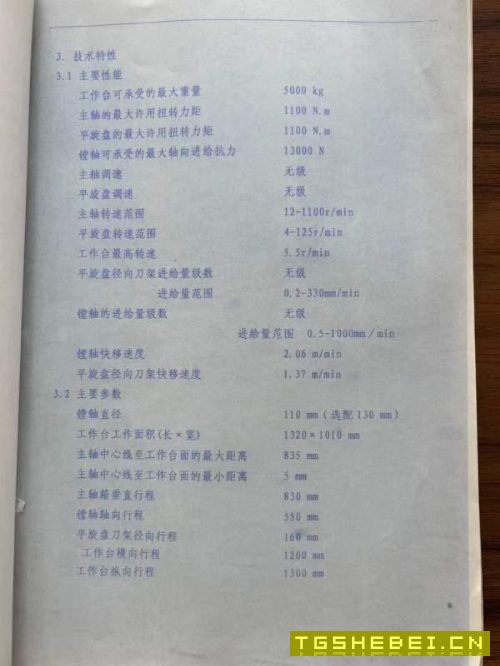 3. 技术特性
3.1 主要性能
工作台可承受的最大重量 5000 kg
主轴的最大许用扭转力距 1100 N.m
平旋盘的最大许用扭转力矩 1100 N.m
镗轴可承受的最大轴向进给抗力 13000 N
主轴调速 无级
平旋盘调速 无级
主轴转速范围 12-1100r/min
平旋盘转速范围 4-125r/min
工作台最高转速 5.5r/min
平旋盘径向刀架进给量级数 无级
进给量范围 0.2-330mm/min
镗轴的进给量级数 无级
进给量范围 0.5-1000mm/min
镗轴快移速度 2.06 m/min
平旋盘径向刀架快移速度 1.37 m/min
3.2 主要参数
镗轴直径 110 mm (选配 130 mm)
工作台工作面积(长×宽) 1320×1010 mm
主轴中心线至工作台面的最大距离 835 mm
主轴中心线至工作台面的最小距离 5 mm
主轴箱垂直行程 830 mm
镗轴轴向行程 550 mm
平旋盘刀架径向行程 160 mm
工作台横向行程 1200 mm
工作台纵向行程 1300 mm
TGSHEBEI.CN